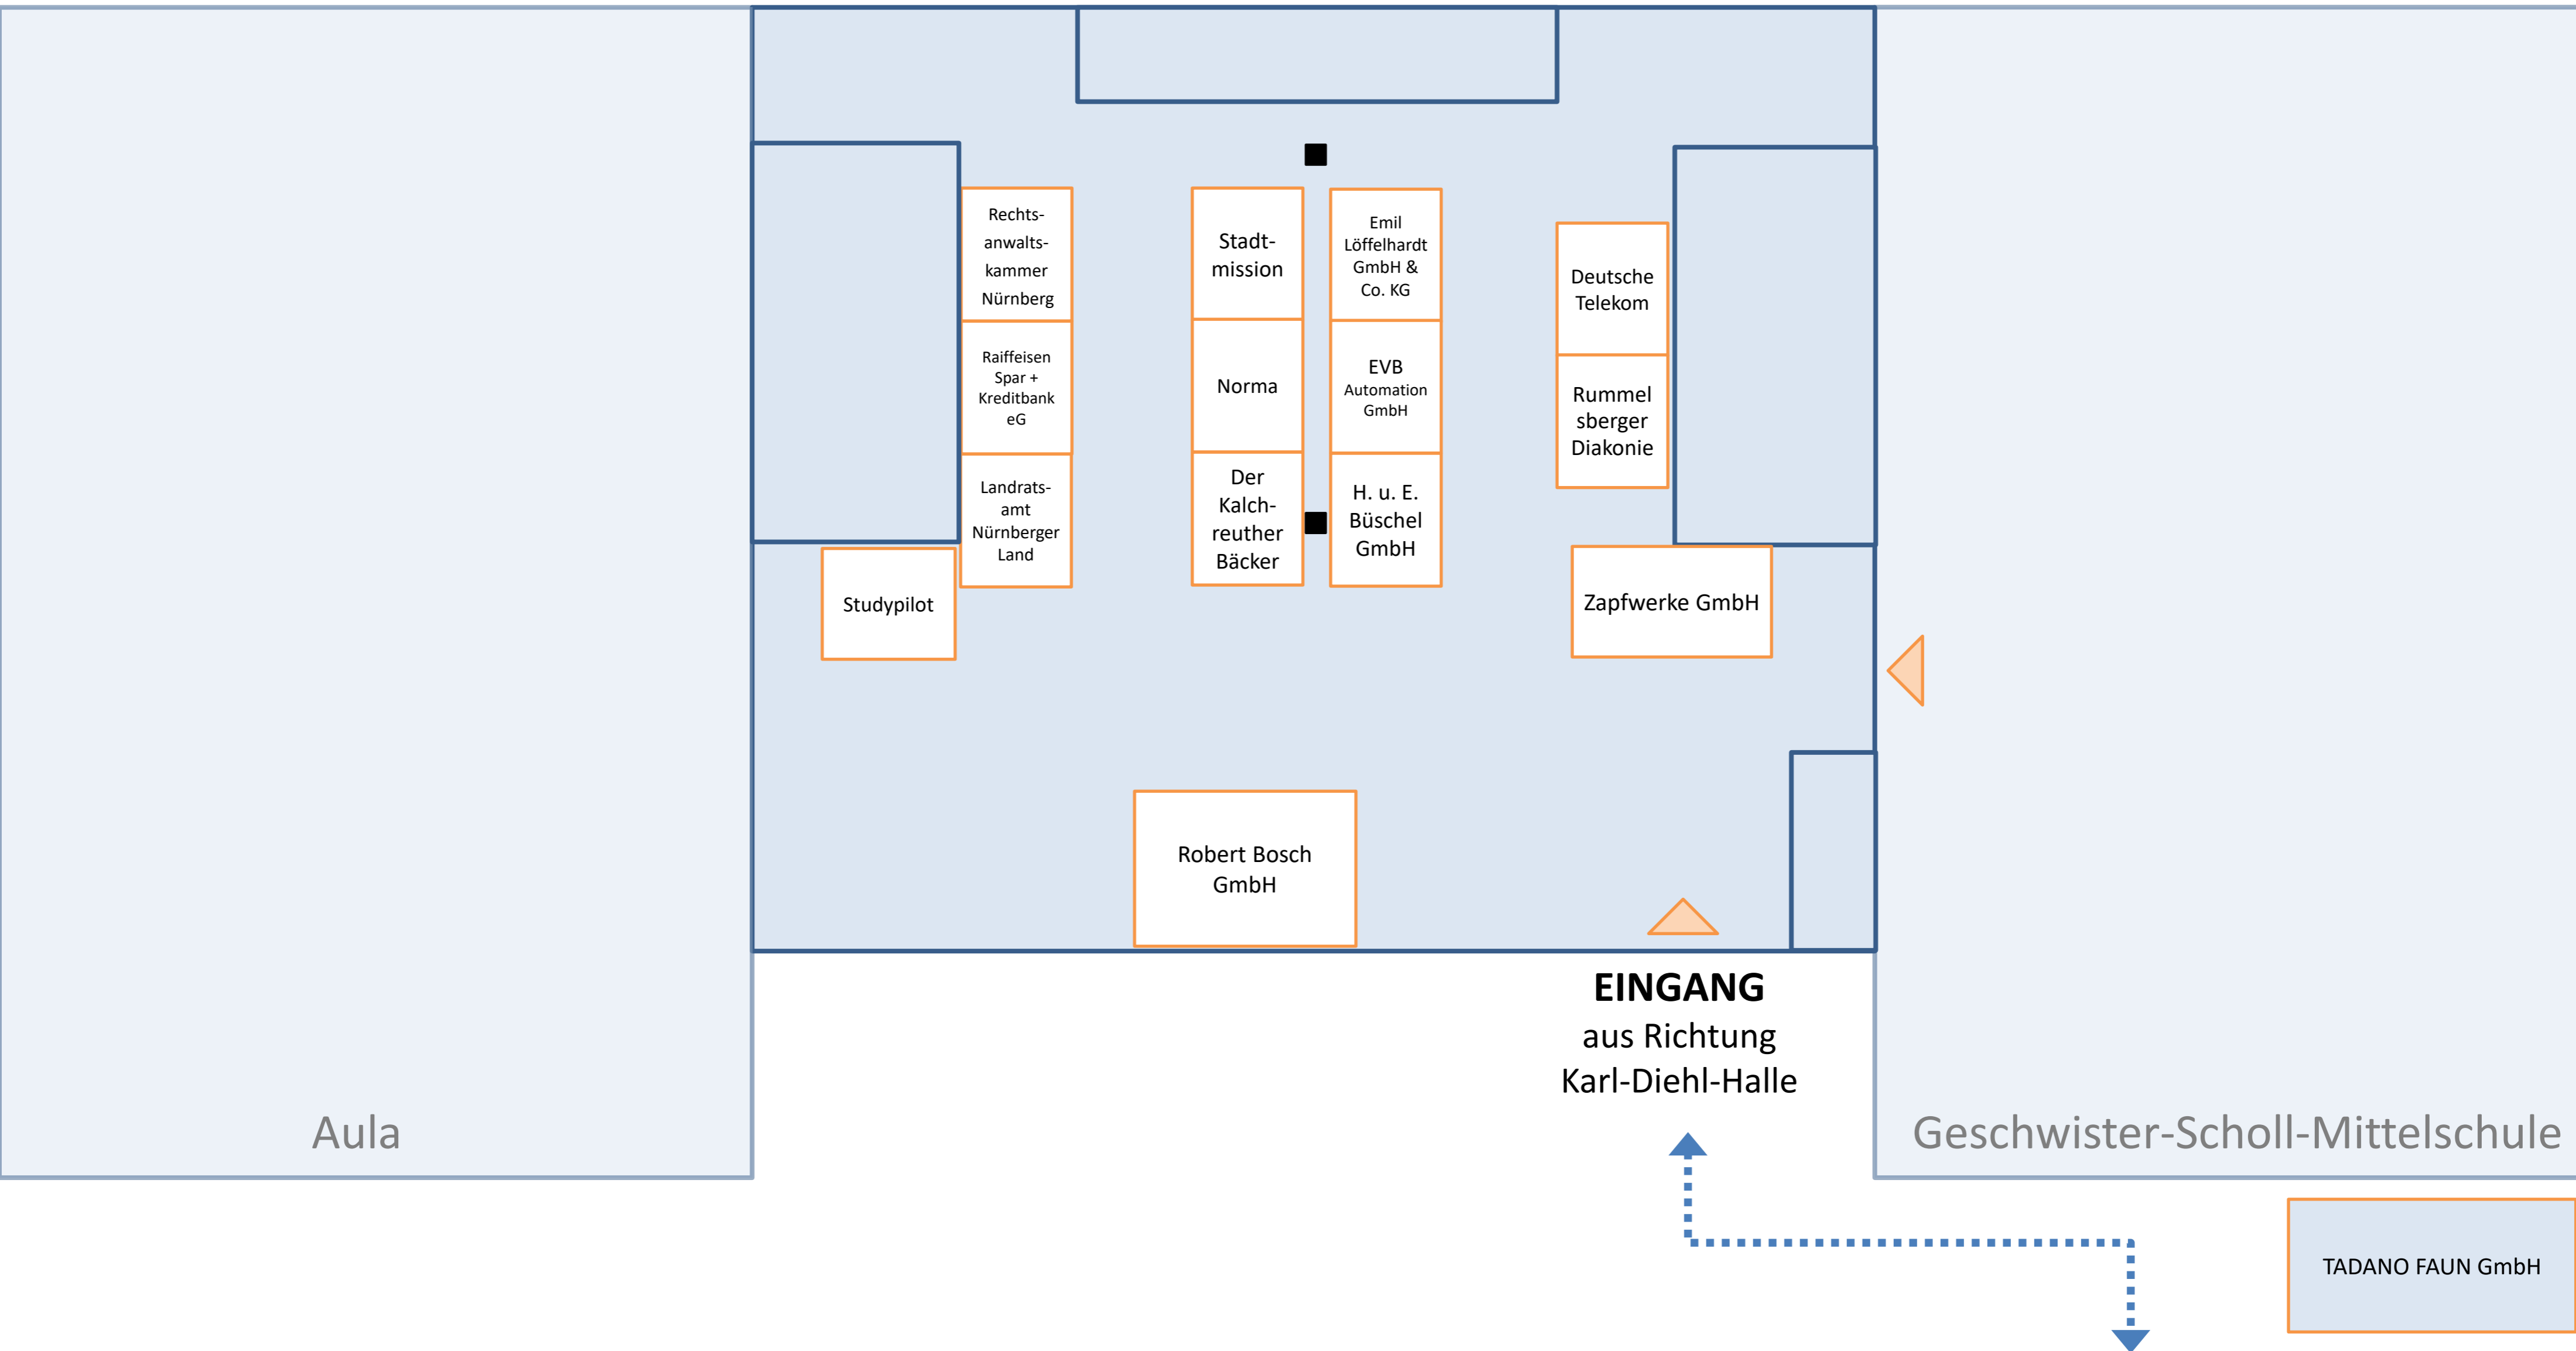 Rechts-
anwalts-
kammer
Nürnberg
Raiffeisen
Spar +
Kreditbank
eG
Landrats-
amt
Nürnberger
Land
Studypilot
Stadt-
mission
Norma
Der
Kalch-
reuther
Bäcker
Emil
Löffelhardt
GmbH &
Co. KG
EVB
Automation
GmbH
H. u. E.
Büschel
GmbH
Deutsche
Telekom
Rummel
sberger
Diakonie
Zapfwerke GmbH
Robert Bosch
GmbH
EINGANG
aus Richtung
Karl-Diehl-Halle
Aula
Geschwister-Scholl-Mittelschule
TADANO FAUN GmbH